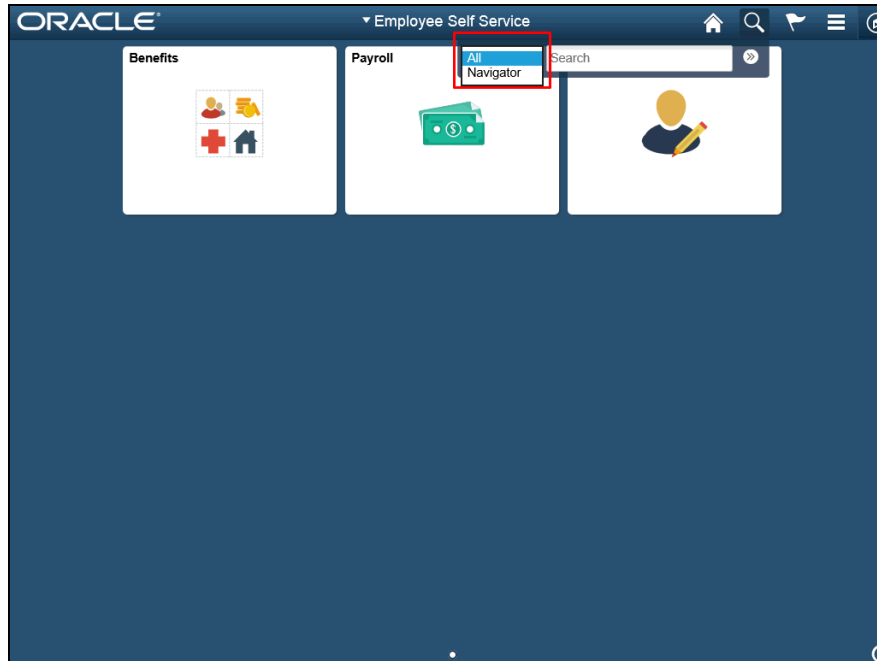 ORACLE
Employee Self Service
Benefits
Payroll
All
Navigator
Search